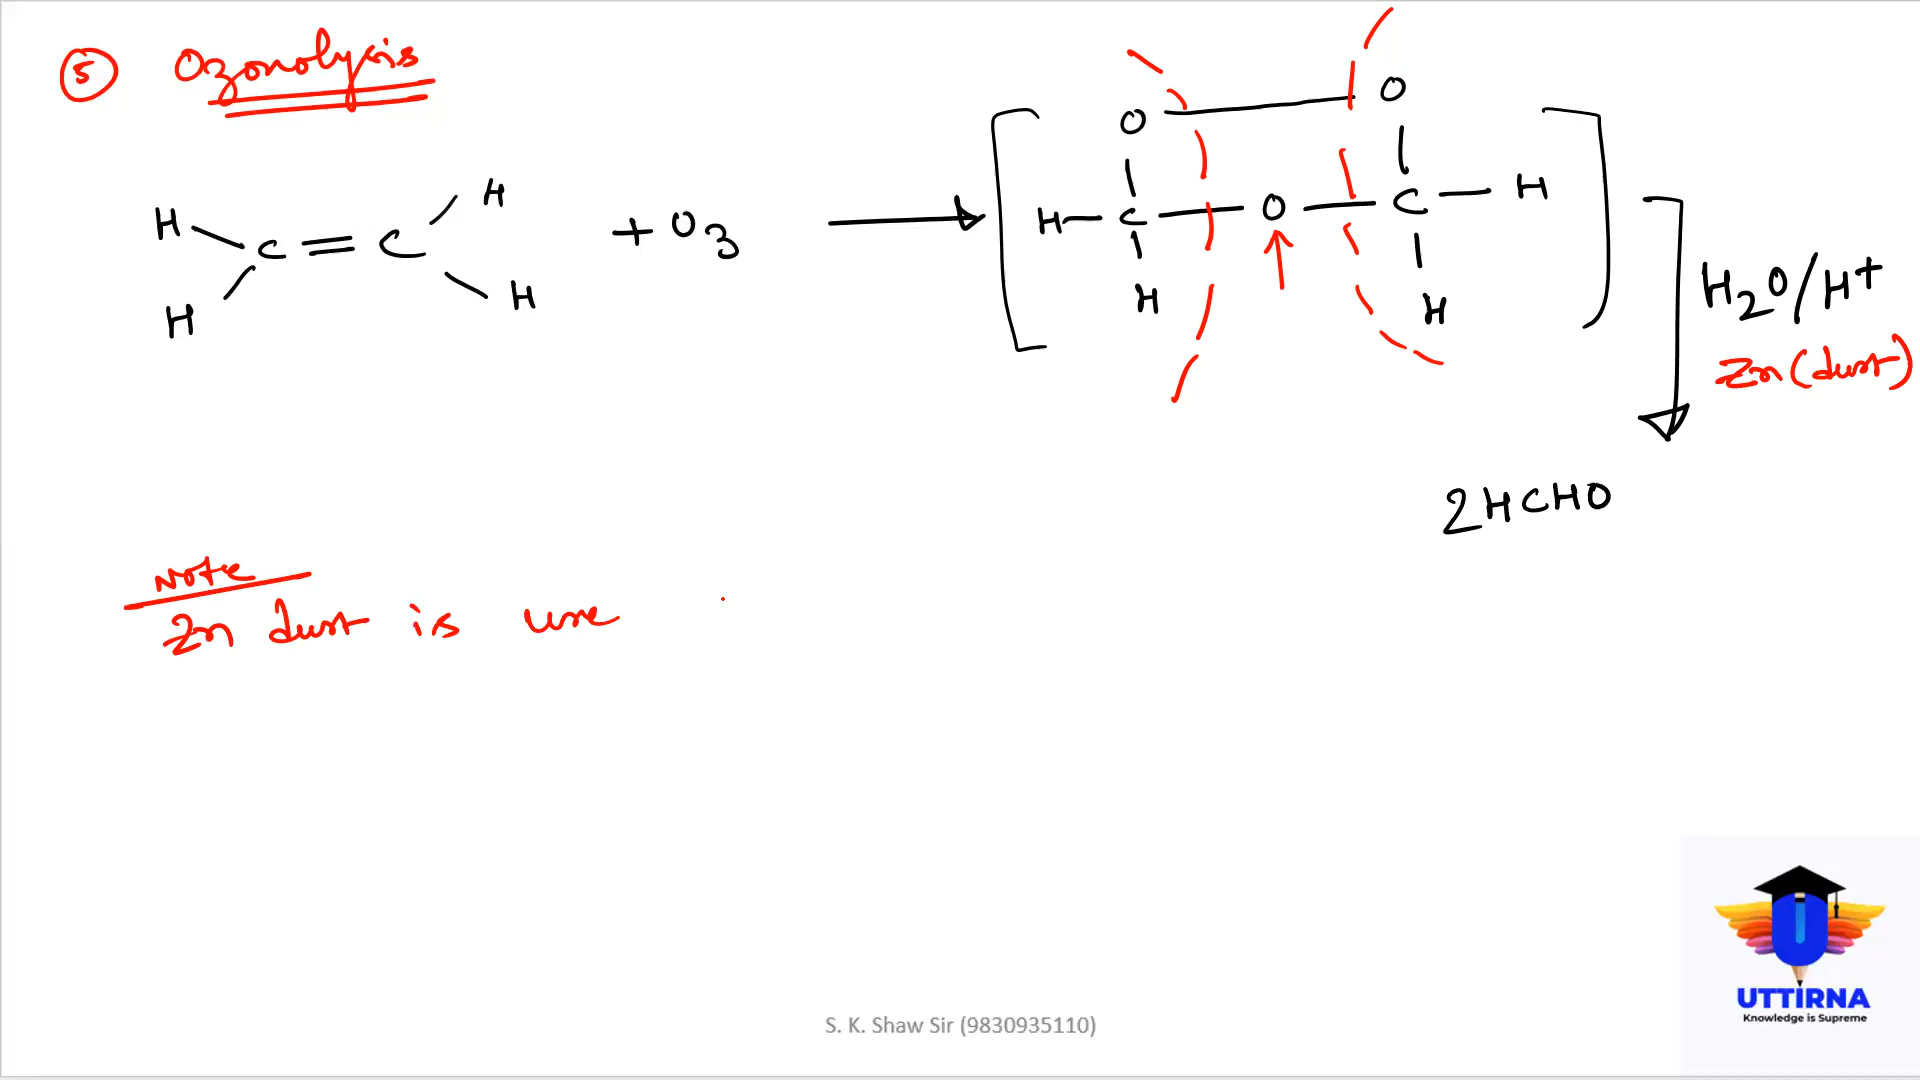 5 Ozonolysis
H H
C = C + O3
H H
O O
H - C - O - C - H
H H
H2O/H+
Zn (dust)
2HCHO
Note
Zn dust is use
UTTIRNA
Knowledge is Supreme
S. K. Shaw Sir (9830935110)